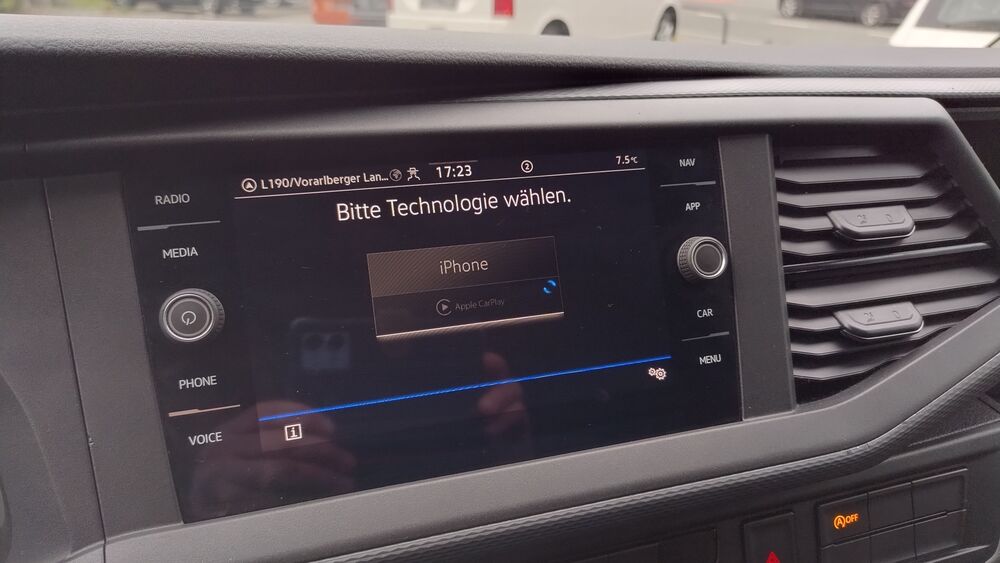 RADIO
MEDIA
PHONE
VOICE
L190/Vorarlberger Lan... 17:23 2 7.5°C
Bitte Technologie wählen.
iPhone
Apple CarPlay
i
NAV
APP
CAR
MENU
A OFF